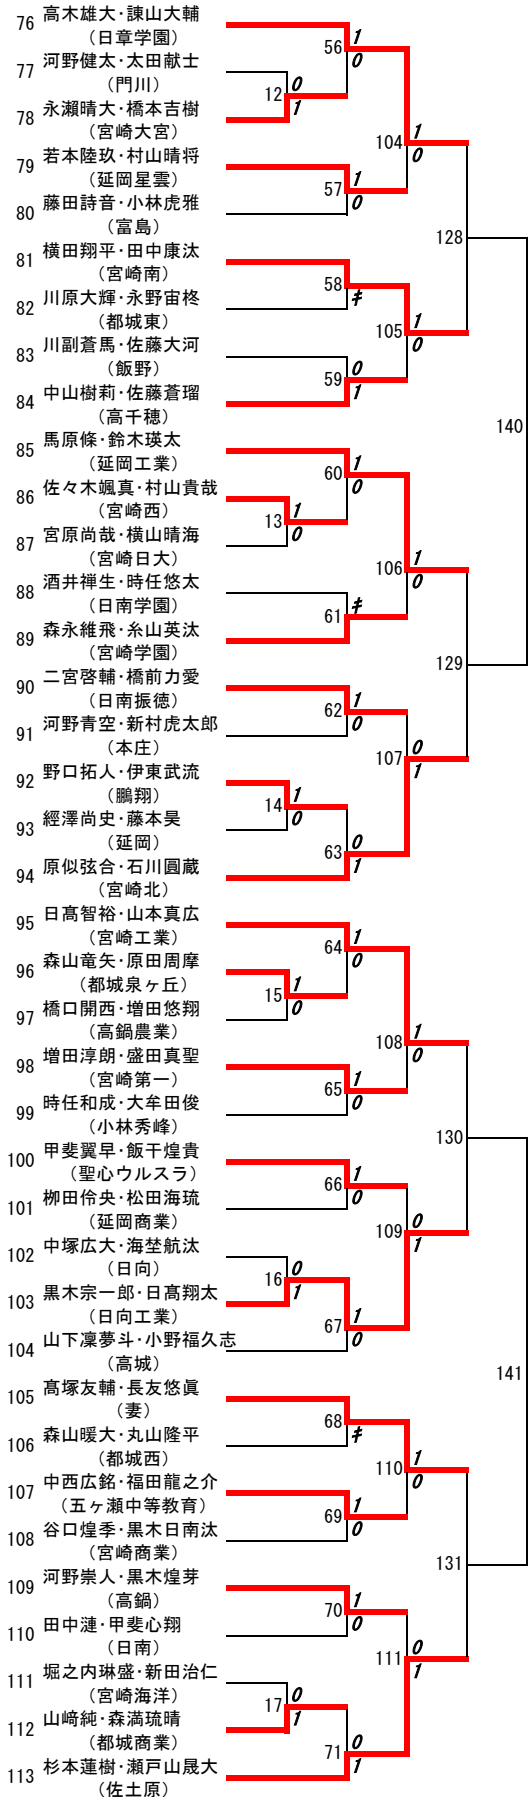 76 高木雄大・諌山大輔
（日章学園）
77 河野健太・太田献士
（門川）
78 永瀬晴大・橋本吉樹
（宮崎大宮）
79 若本陸玖・村山晴将
（延岡星雲）
80 藤田詩音・小林虎雅
（富島）
81 横田翔平・田中康汰
（宮崎南）
82 川原大輝・永野宙柊
（都城東）
83 川副蒼馬・佐藤大河
（飯野）
84 中山樹莉・佐藤蒼瑠
（高千穂）
85 馬原條・鈴木瑛太
（延岡工業）
86 佐々木颯真・村山貴哉
（宮崎西）
87 宮原尚哉・横山晴海
（宮崎日大）
88 酒井禅生・時任悠太
（日南学園）
89 森永維飛・糸山英汰
（宮崎学園）
90 二宮啓輔・橋前力愛
（日南振徳）
91 河野青空・新村虎太郎
（本庄）
92 野口拓人・伊東武流
（鵬翔）
93 經澤尚史・藤本昊
（延岡）
94 原似弦合・石川圓蔵
（宮崎北）
95 日髙智裕・山本真広
（宮崎工業）
96 森山竜矢・原田周摩
（都城泉ヶ丘）
97 橋口開西・増田悠翔
（高鍋農業）
98 増田淳朗・盛田真聖
（宮崎第一）
99 時任和成・大牟田俊
（小林秀峰）
100 甲斐翼早・飯干煌貴
（聖心ウルスラ）
101 栁田伶央・松田海琉
（延岡商業）
102 中塚広大・海埜航汰
（日向）
103 黒木宗一郎・日髙翔太
（日向工業）
104 山下凜夢斗・小野福久志
（高城）
105 髙塚友輔・長友悠眞
（妻）
106 森山暖大・丸山隆平
（都城西）
107 中西広銘・福田龍之介
（五ヶ瀬中等教育）
108 谷口煌季・黒木日南汰
（宮崎商業）
109 河野崇人・黒木煌芽
（高鍋）
110 田中漣・甲斐心翔
（日南）
111 堀之内琳盛・新田治仁
（宮崎海洋）
112 山﨑純・森満琉晴
（都城商業）
113 杉本蓮樹・瀬戸山晟大
（佐土原）
12 0
1
13 1
0
14 1
0
15 1
0
16 0
1
17 0
1
56 1
0
57 1
0
58 キ
59 0
1
60 1
0
61 キ
62 1
0
63 0
1
64 1
0
65 1
0
66 1
0
67 1
0
68 キ
69 1
0
70 1
0
71 0
1
104 1
0
105 1
0
106 1
0
107 0
1
108 1
0
109 0
1
110 1
0
111 0
1
128
129
130
131
140
141